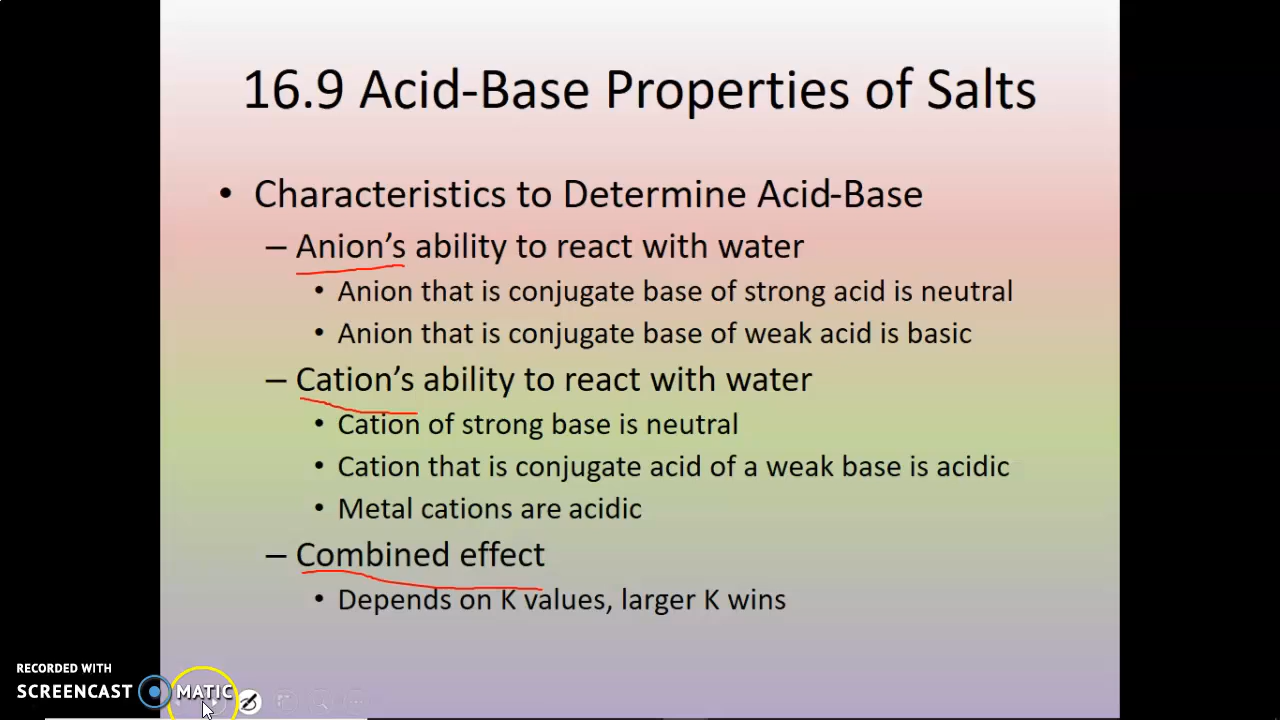 16.9 Acid-Base Properties of Salts
• Characteristics to Determine Acid-Base
– Anion’s ability to react with water
• Anion that is conjugate base of strong acid is neutral
• Anion that is conjugate base of weak acid is basic
– Cation’s ability to react with water
• Cation of strong base is neutral
• Cation that is conjugate acid of a weak base is acidic
• Metal cations are acidic
– Combined effect
• Depends on K values, larger K wins
RECORDED WITH
SCREENCAST MATIC